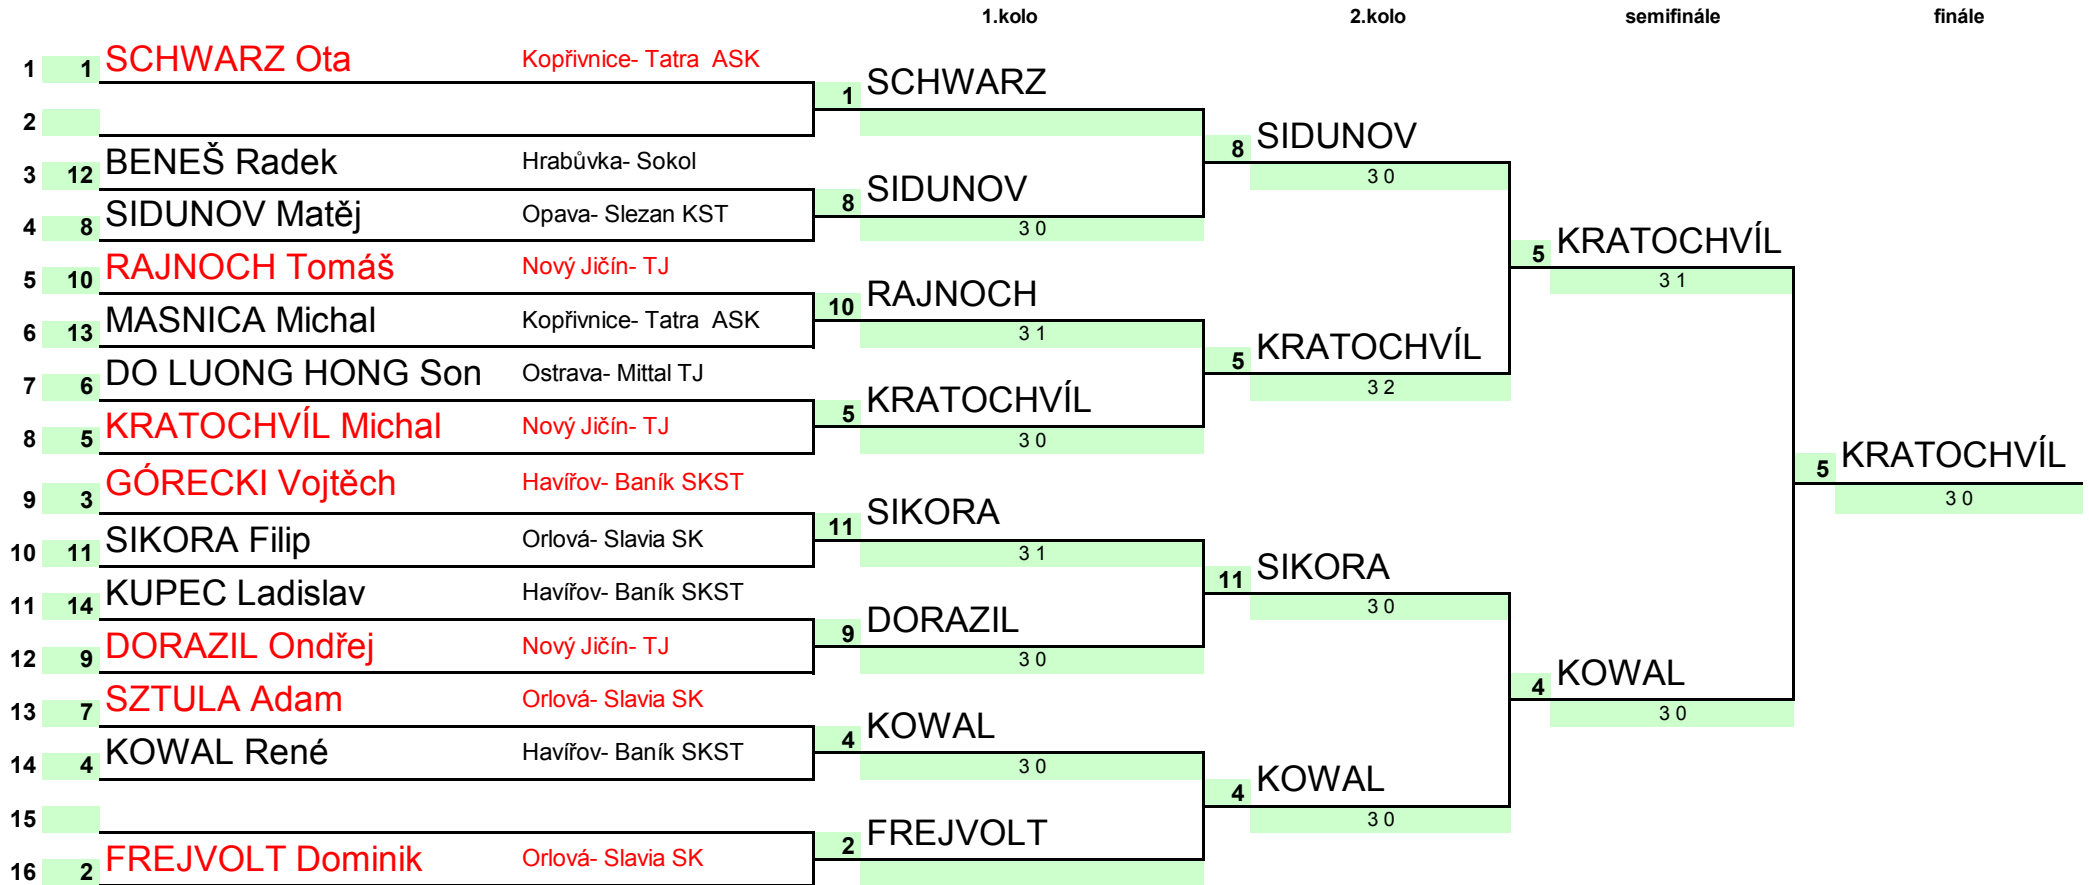 1.kolo 2.kolo semifinále finále
1 1 SCHWARZ Ota Kopřivnice- Tatra ASK
1 SCHWARZ
2
8 SIDUNOV
3 0
3 12 BENEŠ Radek Hrabůvka- Sokol
8 SIDUNOV
3 0
4 8 SIDUNOV Matěj Opava- Slezan KST
5 KRATOCHVÍL
3 1
5 10 RAJNOCH Tomáš Nový Jičín- TJ
10 RAJNOCH
3 1
6 13 MASNICA Michal Kopřivnice- Tatra ASK
5 KRATOCHVÍL
3 2
7 6 DO LUONG HONG Son Ostrava- Mittal TJ
5 KRATOCHVÍL
3 0
8 5 KRATOCHVÍL Michal Nový Jičín- TJ
5 KRATOCHVÍL
3 0
9 3 GÓRECKI Vojtěch Havířov- Baník SKST
11 SIKORA
3 1
10 11 SIKORA Filip Orlová- Slavia SK
11 SIKORA
3 0
11 14 KUPEC Ladislav Havířov- Baník SKST
9 DORAZIL
3 0
12 9 DORAZIL Ondřej Nový Jičín- TJ
4 KOWAL
3 0
13 7 SZTULA Adam Orlová- Slavia SK
4 KOWAL
3 0
14 4 KOWAL René Havířov- Baník SKST
4 KOWAL
3 0
15
2 FREJVOLT
16 2 FREJVOLT Dominik Orlová- Slavia SK